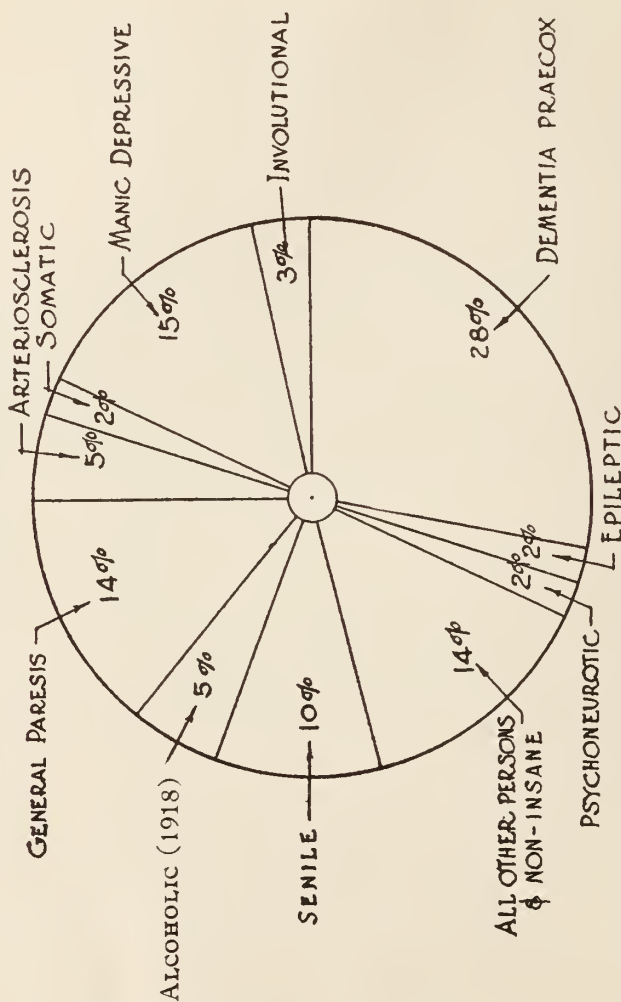 GENERAL PARESIS
14%
ARTERIOSCLEROSIS
5%
SOMATIC
2%
MANIC DEPRESSIVE
15%
INVOLUTIONAL
3%
DEMENTIA PRAECOX
28%
EPILEPTIC
2%
PSYCHONEUROTIC
2%
ALL OTHER PERSONS
& NON-INSANE
14%
SENILE
10%
ALCOHOLIC (1918)
5%